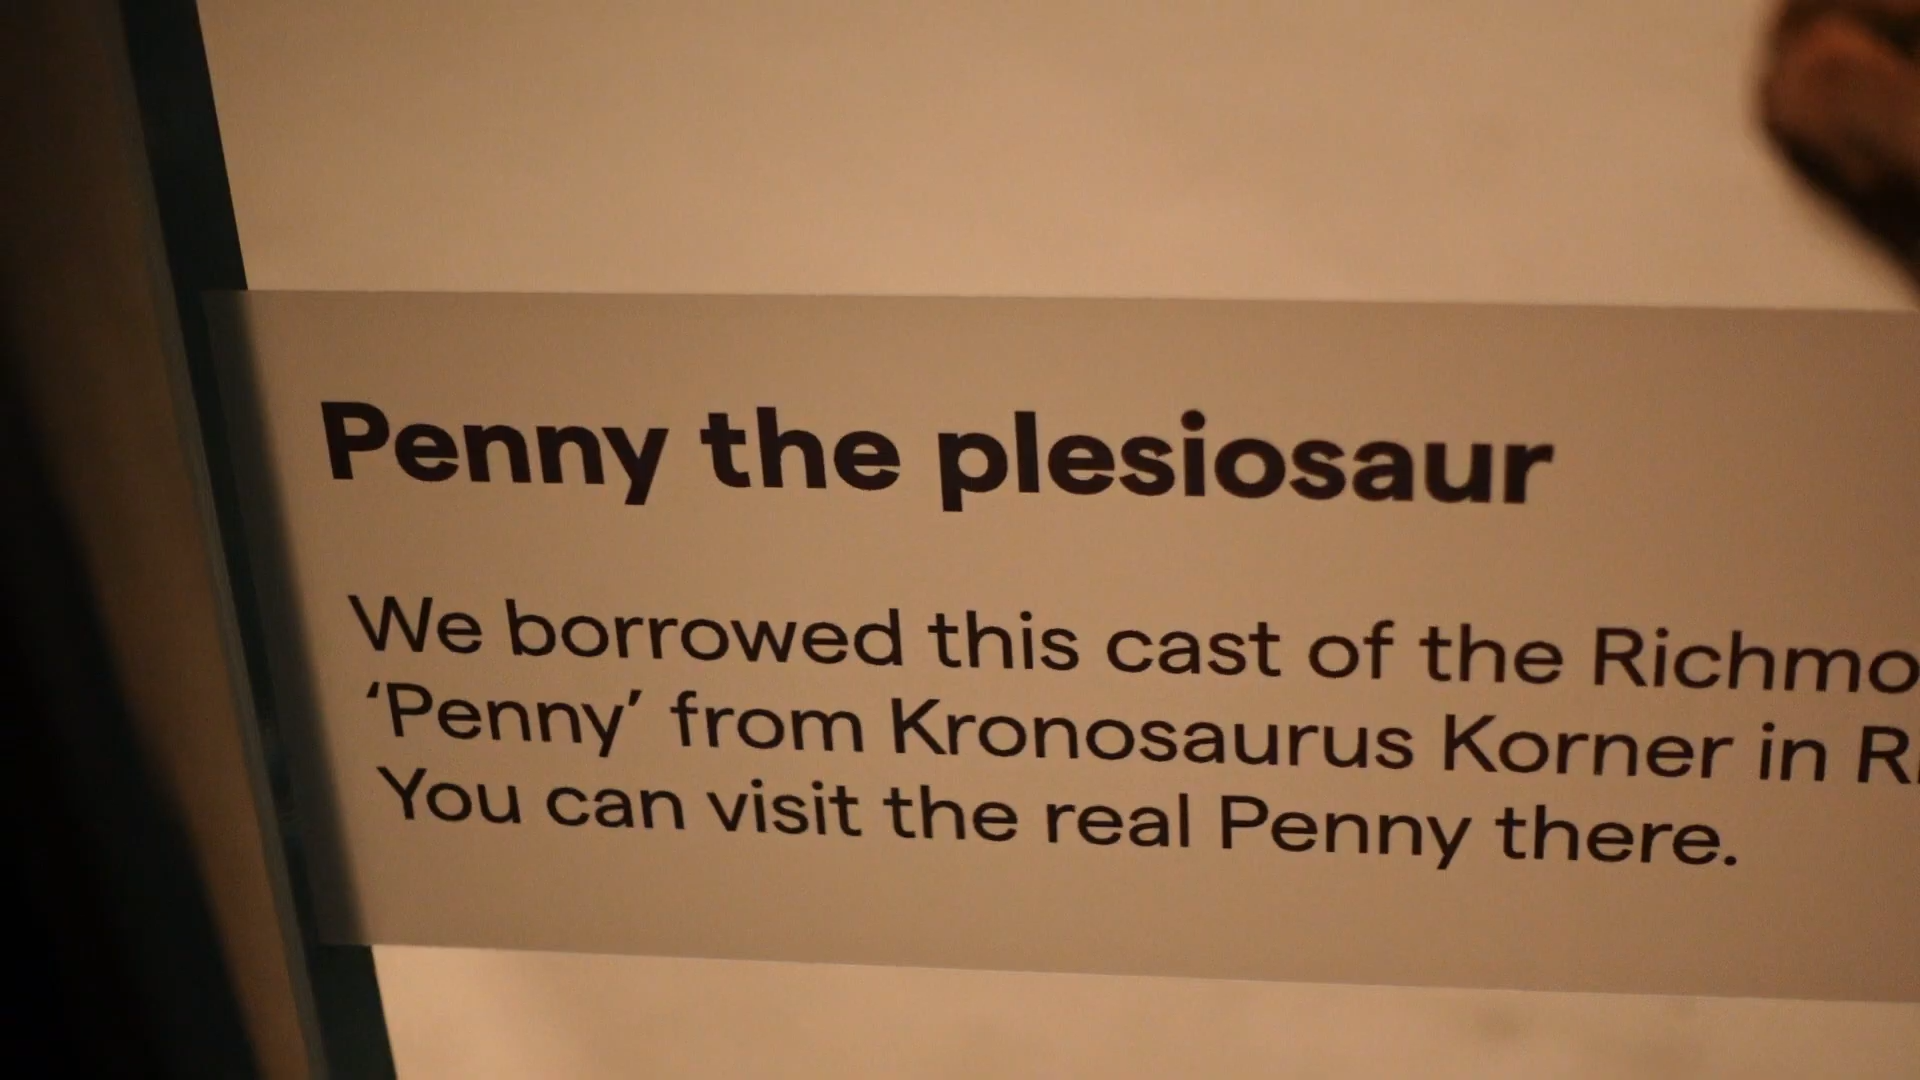 Penny the plesiosaur
We borrowed this cast of the
‘Penny’ from Kronosaurus Korner in
You can visit the real Penny there.